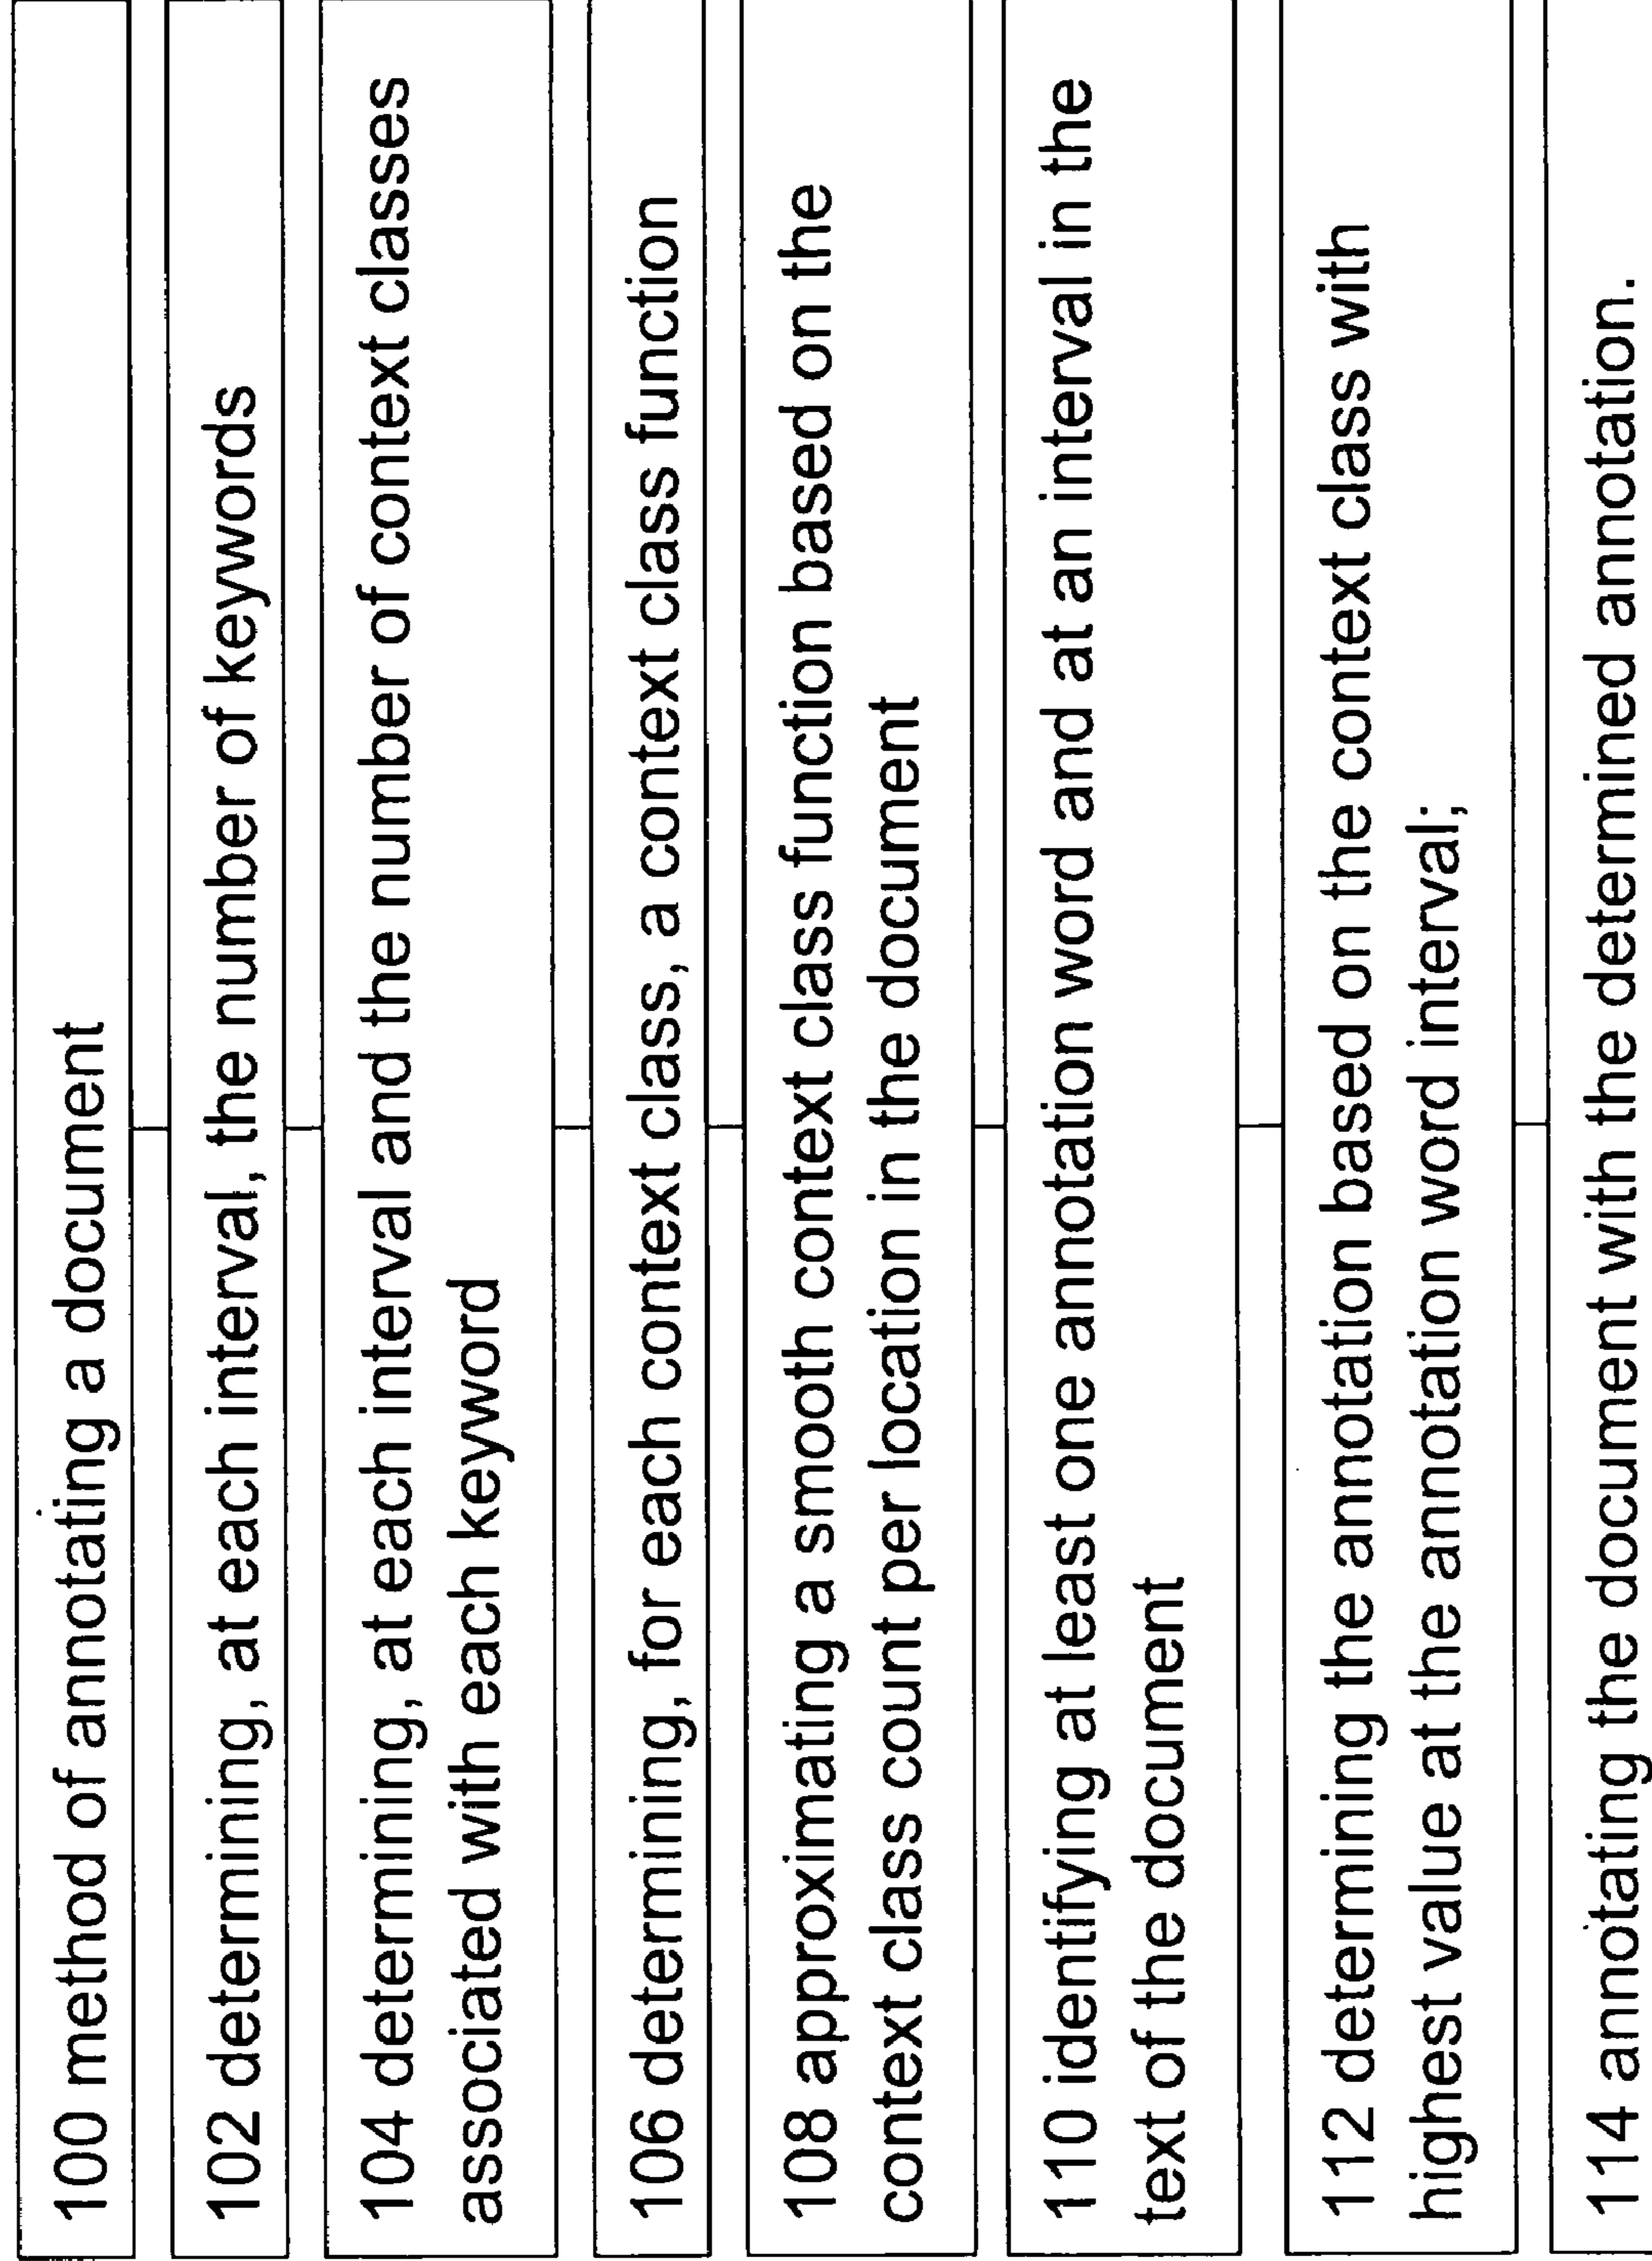 100 method of annotating a document
102 determining, at each interval, the number of keywords
104 determining, at each interval and the number of context classes
associated with each keyword
106 determining, for each context class, a context class function
108 approximating a smooth context class function based on the
context class count per location in the document
110 identifying at least one annotation word and at an interval in the
text of the document
112 determining the annotation based on the context class with
highest value at the annotation word interval;
114 annotating the document with the determined annotation.